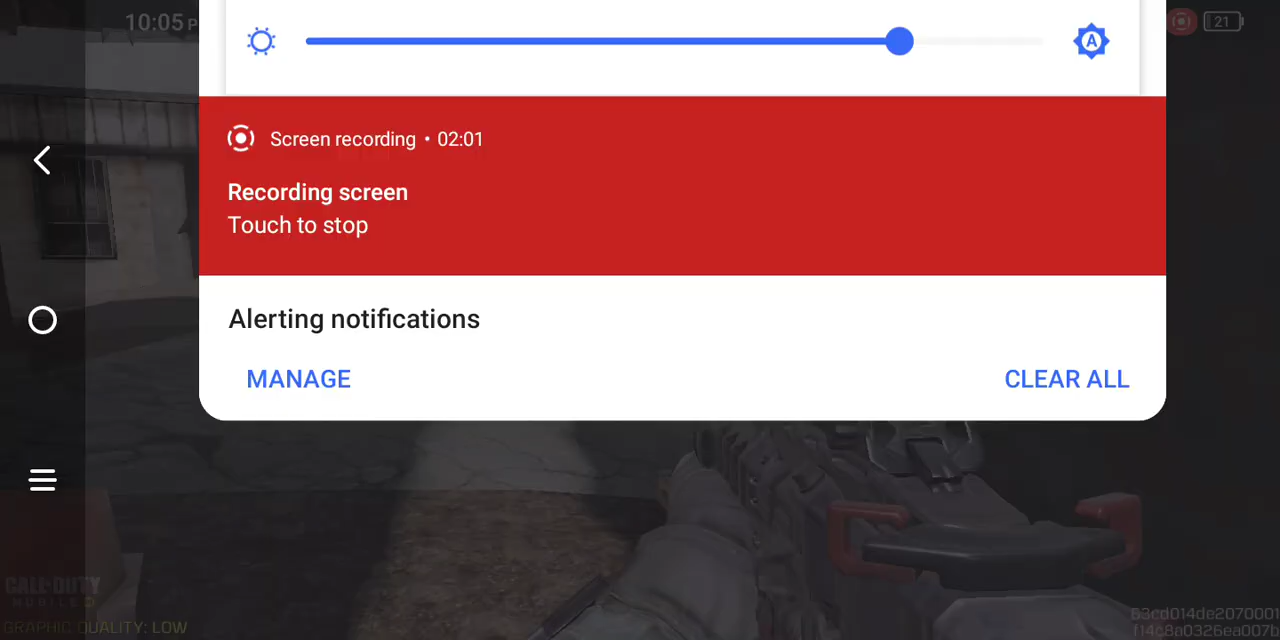 10:05 P
21
A
Screen recording • 02:01
Recording screen
Touch to stop
Alerting notifications
MANAGE
CLEAR ALL
CALL·DUTY
MOBILE
GRAPHIC QUALITY: LOW
63cd014de2070001
f14c8a0326ea007b